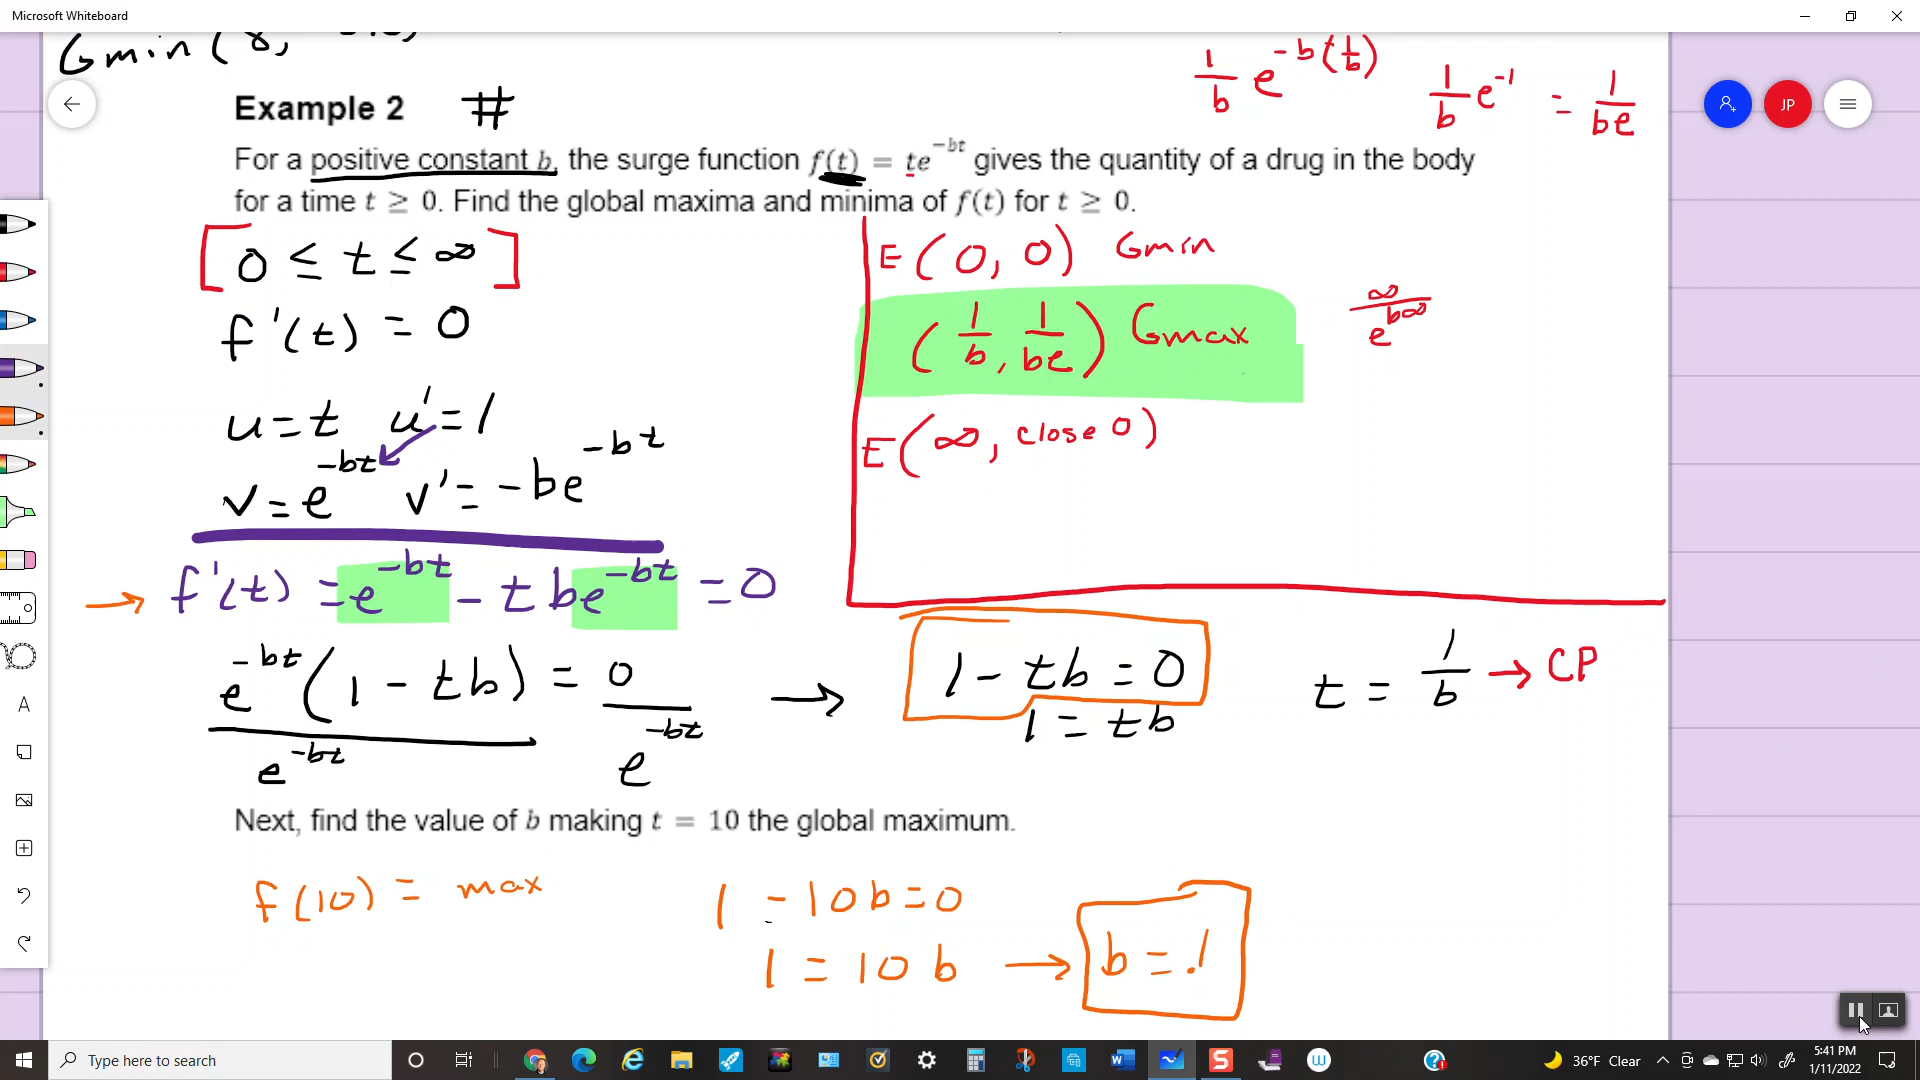 Microsoft Whiteboard
Gmin (8,
1/b e^(-b(1/b)) 1/b e^(-1) = 1/be
JP
Example 2 #
For a positive constant b, the surge function f(t) = te^(-bt) gives the quantity of a drug in the body
for a time t ≥ 0. Find the global maxima and minima of f(t) for t ≥ 0.
[0 ≤ t ≤ ∞]
f'(t) = 0
u = t u' = 1
v = e^(-bt) v' = -be^(-bt)
E (0, 0) Gmin
(1/b, 1/be) Gmax
∞/e^(b∞)
E (∞, close 0)
→ f'(t) = e^(-bt) - tbe^(-bt) = 0
e^(-bt) (1 - tb)/e^(-bt) = 0/e^(-bt) → 1 - tb = 0
1 = tb
t = 1/b → CP
Next, find the value of b making t = 10 the global maximum.
f(10) = max
1 - 10b = 0
1 = 10b → b = .1
A
Type here to search
36°F Clear
5:41 PM
1/11/2022